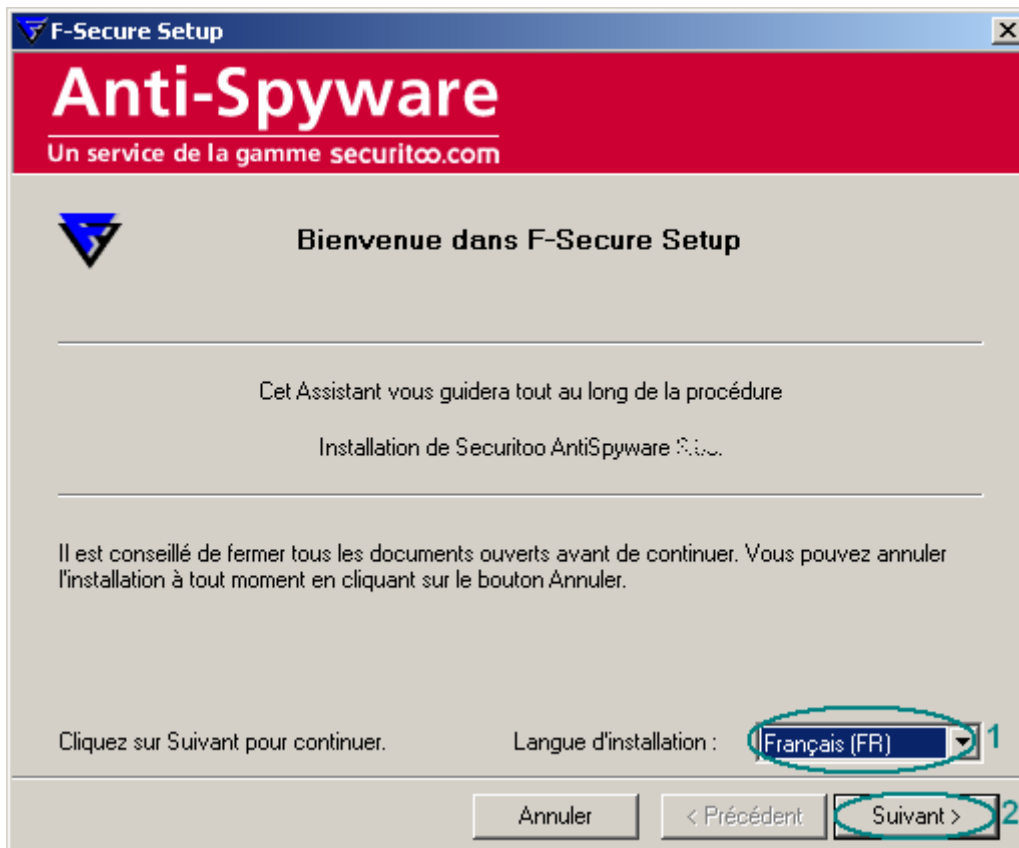 F-Secure Setup
Anti-Spyware
Un service de la gamme securitoo.com
Bienvenue dans F-Secure Setup
Cet Assistant vous guidera tout au long de la procédure
Installation de Securitoo AntiSpyware
Il est conseillé de fermer tous les documents ouverts avant de continuer. Vous pouvez annuler
l'installation à tout moment en cliquant sur le bouton Annuler.
Cliquez sur Suivant pour continuer. Langue d'installation : Français (FR) 1
Annuler < Précédent Suivant > 2